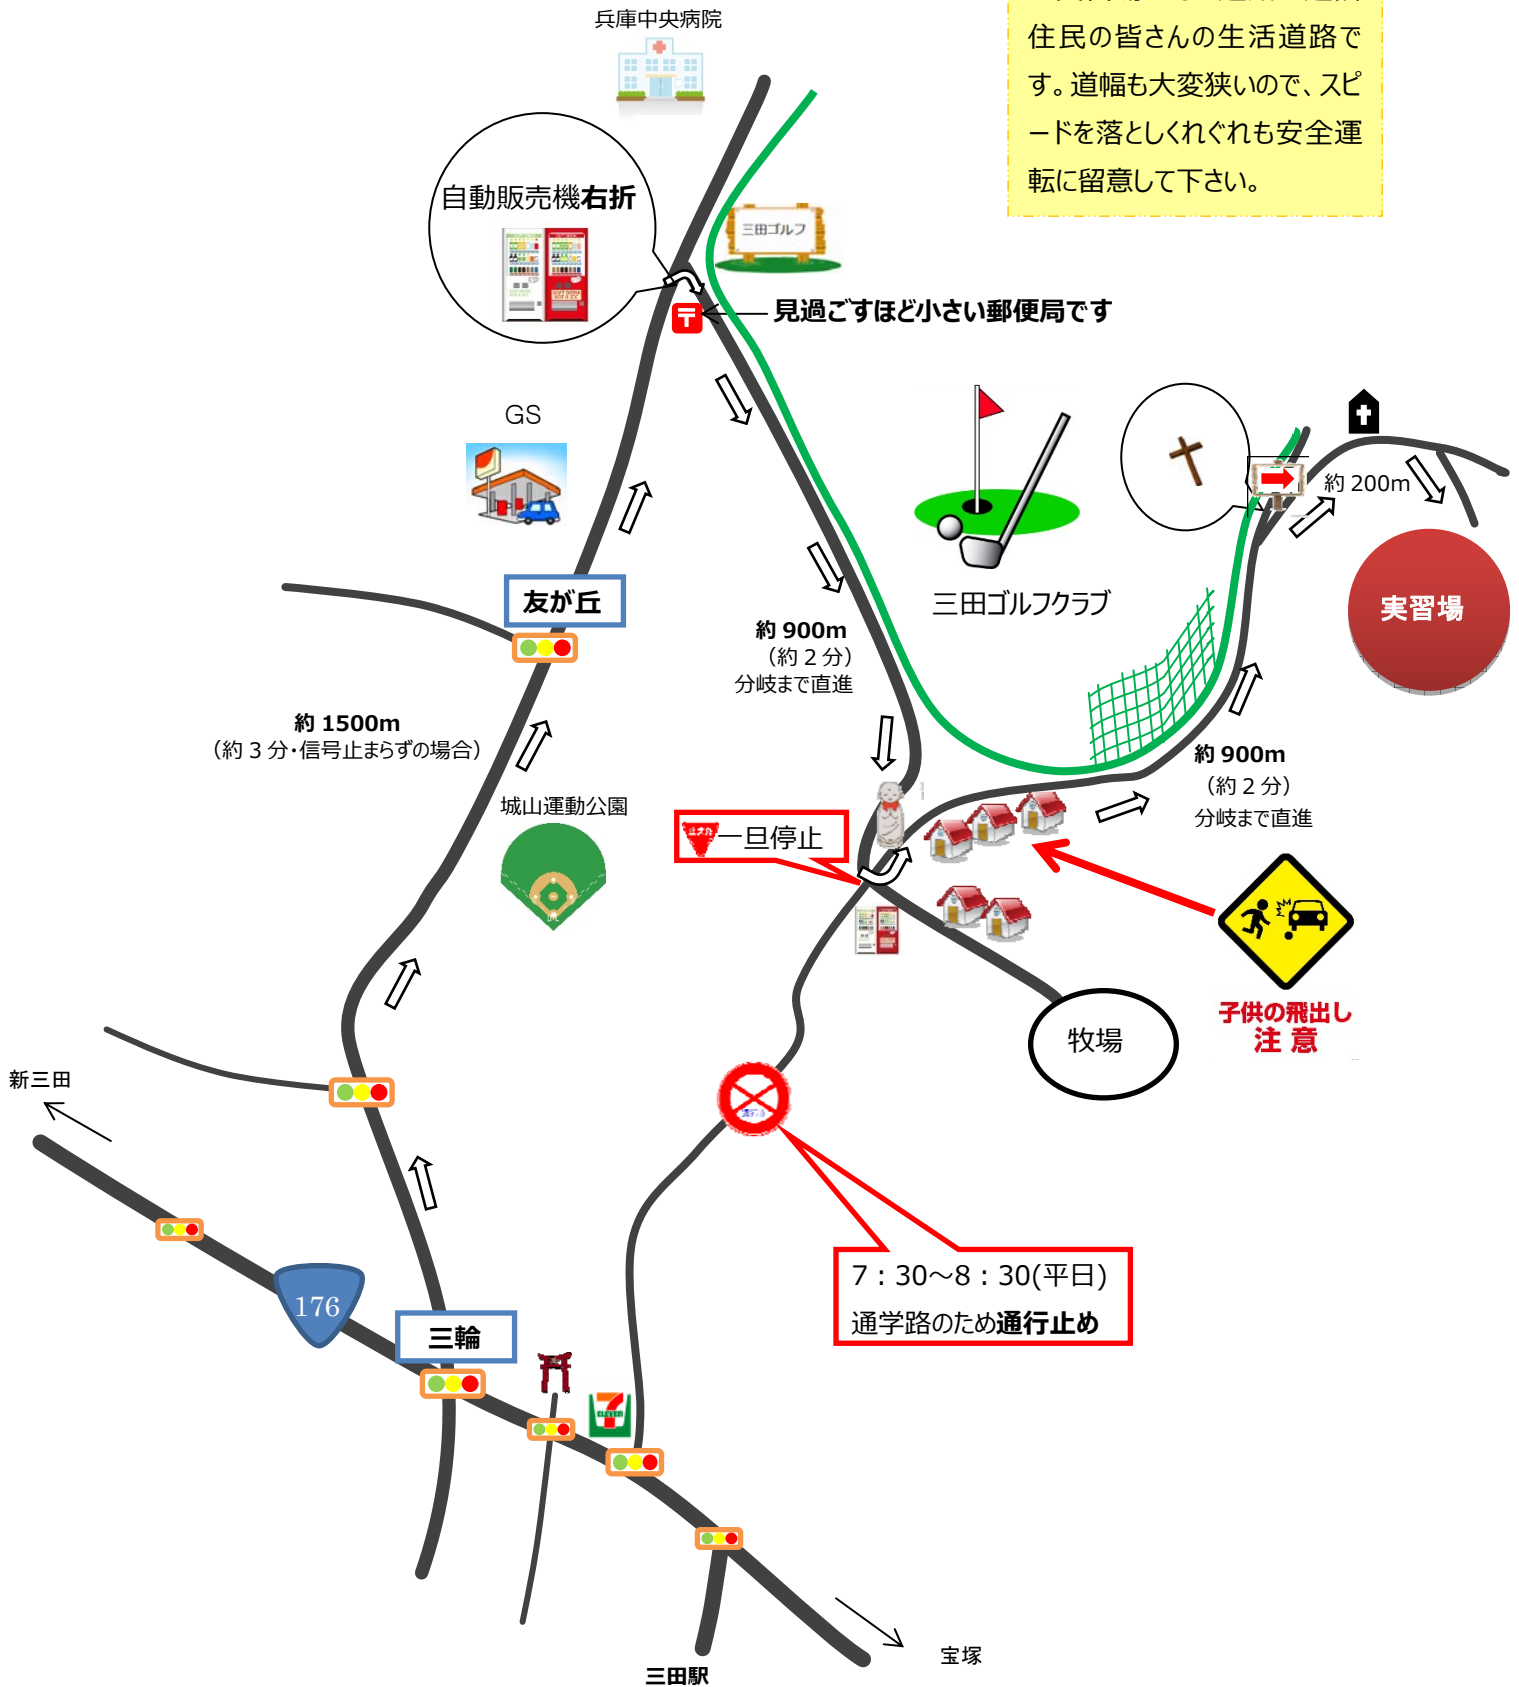 兵庫中央病院
住民の皆さんの生活道路で
す。道幅も大変狭いので、スピ
ードを落としくれぐれも安全運
転に留意して下さい。
自動販売機右折
三田ゴルフ
〒
見過ごすほど小さい郵便局です
GS
約 200m
友が丘
三田ゴルフクラブ
実習場
約 900m
(約 2 分)
分岐まで直進
約 1500m
(約 3 分・信号止まらずの場合)
約 900m
(約 2 分)
分岐まで直進
城山運動公園
止まれ
一旦停止
子供の飛出し
注 意
牧場
新三田
7：30～8：30(平日)
通学路のため通行止め
176
三輪
7
ELEVEN
三田駅
宝塚